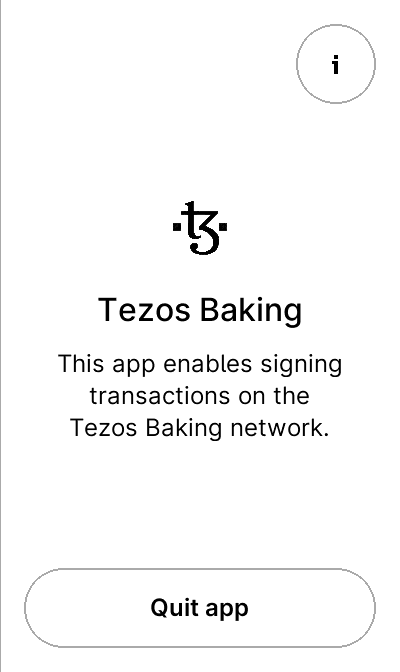 i
ꜩ
Tezos Baking
This app enables signing
transactions on the
Tezos Baking network.
Quit app